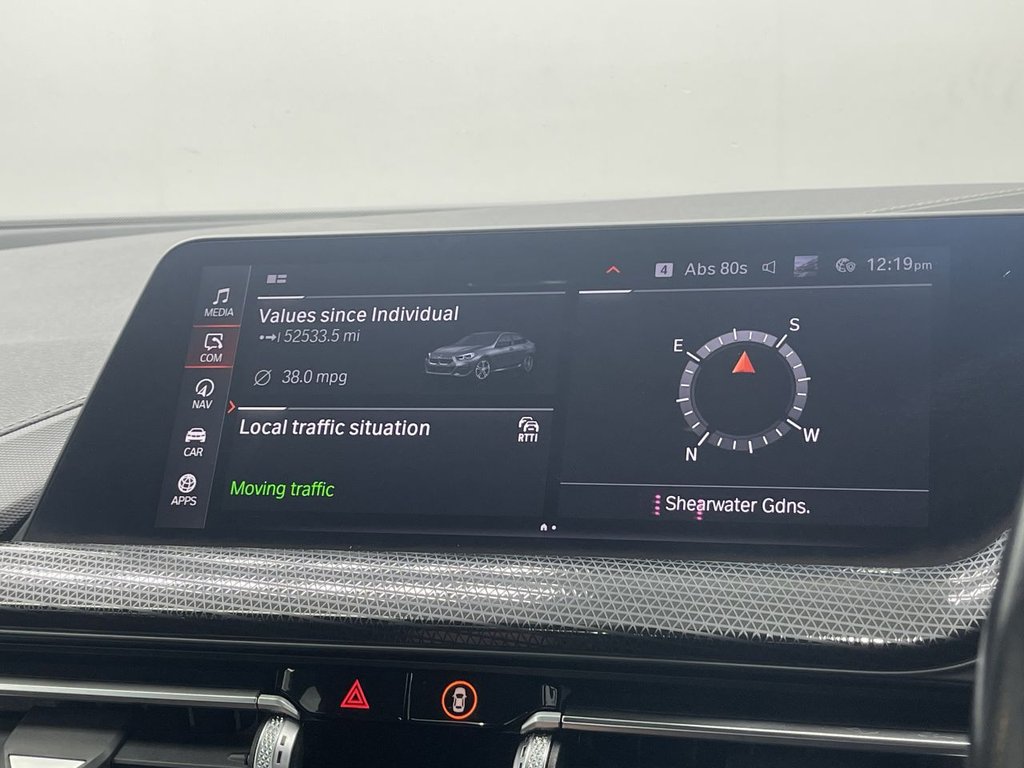 4 Abs 80s 12:19pm
MEDIA
COM
NAV
CAR
APPS
Values since Individual
52533.5 mi
38.0 mpg
Local traffic situation
RTTI
Moving traffic
S
E
W
N
Shearwater Gdns.